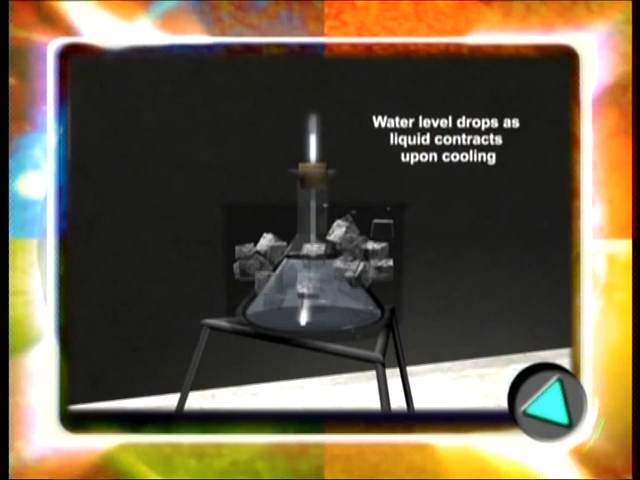 Water level drops as
liquid contracts
upon cooling